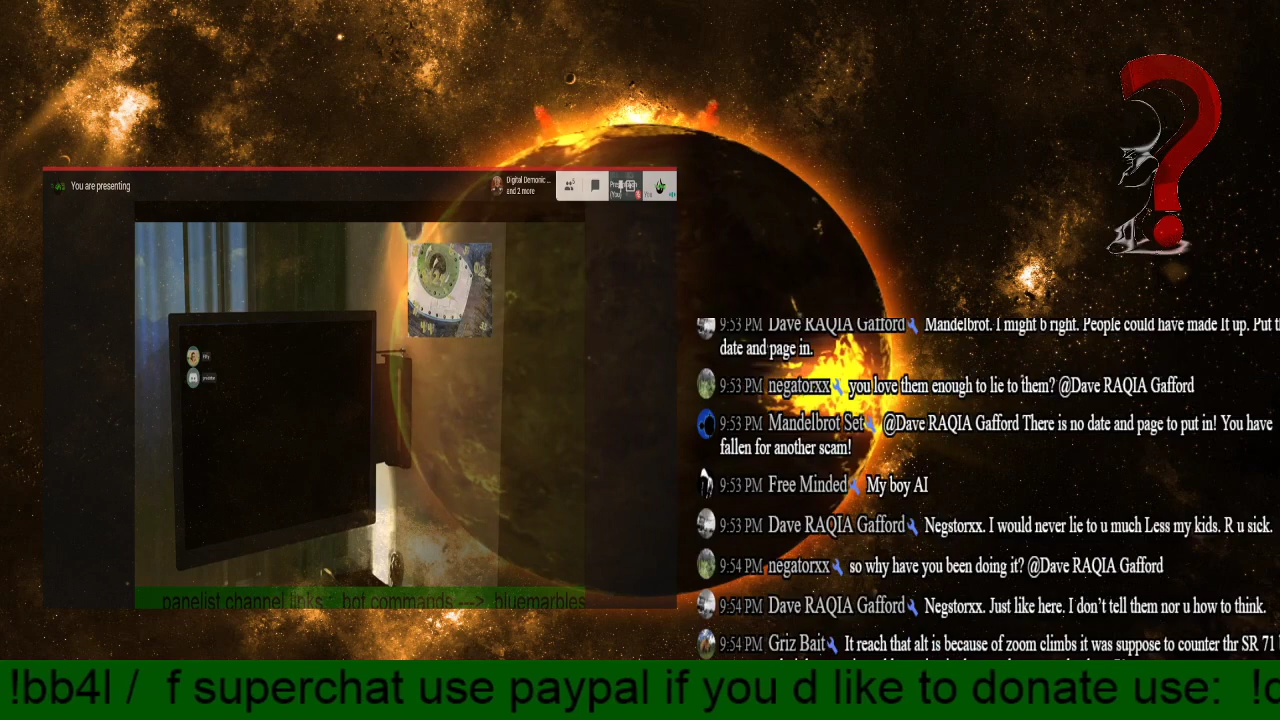 You are presenting
Digital Demonic ...
and 2 more
You
panelist channel links : bot commands ---> bluemarbles
9:53 PM Dave RAQIA Gafford Mandelbrot. I might b right. People could have made It up. Put
date and page in.
9:53 PM negatorxx you love them enough to lie to them? @Dave RAQIA Gafford
9:53 PM Mandelbrot Set @Dave RAQIA Gafford There is no date and page to put in! You have
fallen for another scam!
9:53 PM Free Minded My boy AI
9:53 PM Dave RAQIA Gafford Negstorxx. I would never lie to u much Less my kids. R u sick.
9:54 PM negatorxx so why have you been doing it? @Dave RAQIA Gafford
9:54 PM Dave RAQIA Gafford Negstorxx. Just like here. I don't tell them nor u how to think.
9:54 PM Griz Bait It reach that alt is because of zoom climbs it was suppose to counter thr SR 71
!bb4l / f superchat use paypal if you d like to donate use: